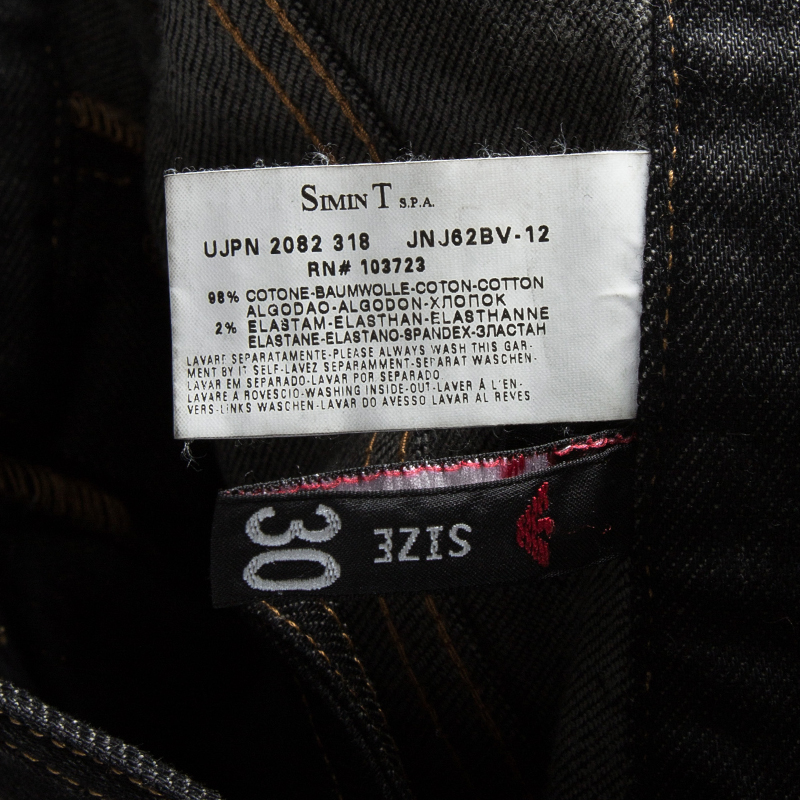 SIMIN T S.P.A.
UJPN 2082 318 JNJ62BV-12
RN# 103723
98% COTONE-BAUMWOLLE-COTON-COTTON
ALGODAO-ALGODON-ХЛОПОК
2% ELASTAM-ELASTHAN-ELASTHANNE
ELASTANE-ELASTANO-SPANDEX-ЭЛАСТАН
LAVARE SEPARATAMENTE-PLEASE ALWAYS WASH THIS GAR-
MENT BY IT SELF-LAVEZ SEPARAMMENT-SEPARAT WASCHEN-
LAVAR EM SEPARADO-LAVAR POR SEPARADO
LAVARE A ROVESCIO-WASHING INSIDE-OUT-LAVER À L'EN-
VERS-LINKS WASCHEN-LAVAR DO AVESSO LAVAR AL REVES
SIZE
30